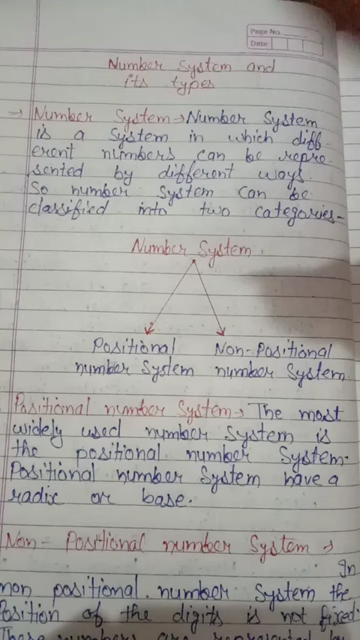 Page No.
Date
Number System and
its types
→ Number System → Number System
is a System in which diff
erent numbers can be repre
sented by different ways.
So number System can be
classified into two categories-
Number System.
Positional Non-Positional
number System number System
Positional number System → The most
widely used number System is
the positional number System.
Positional number System have a
radix or base.
Non- Positional number System →
In
non positional number System the
Position of the digits is not fixed.
These numbers are